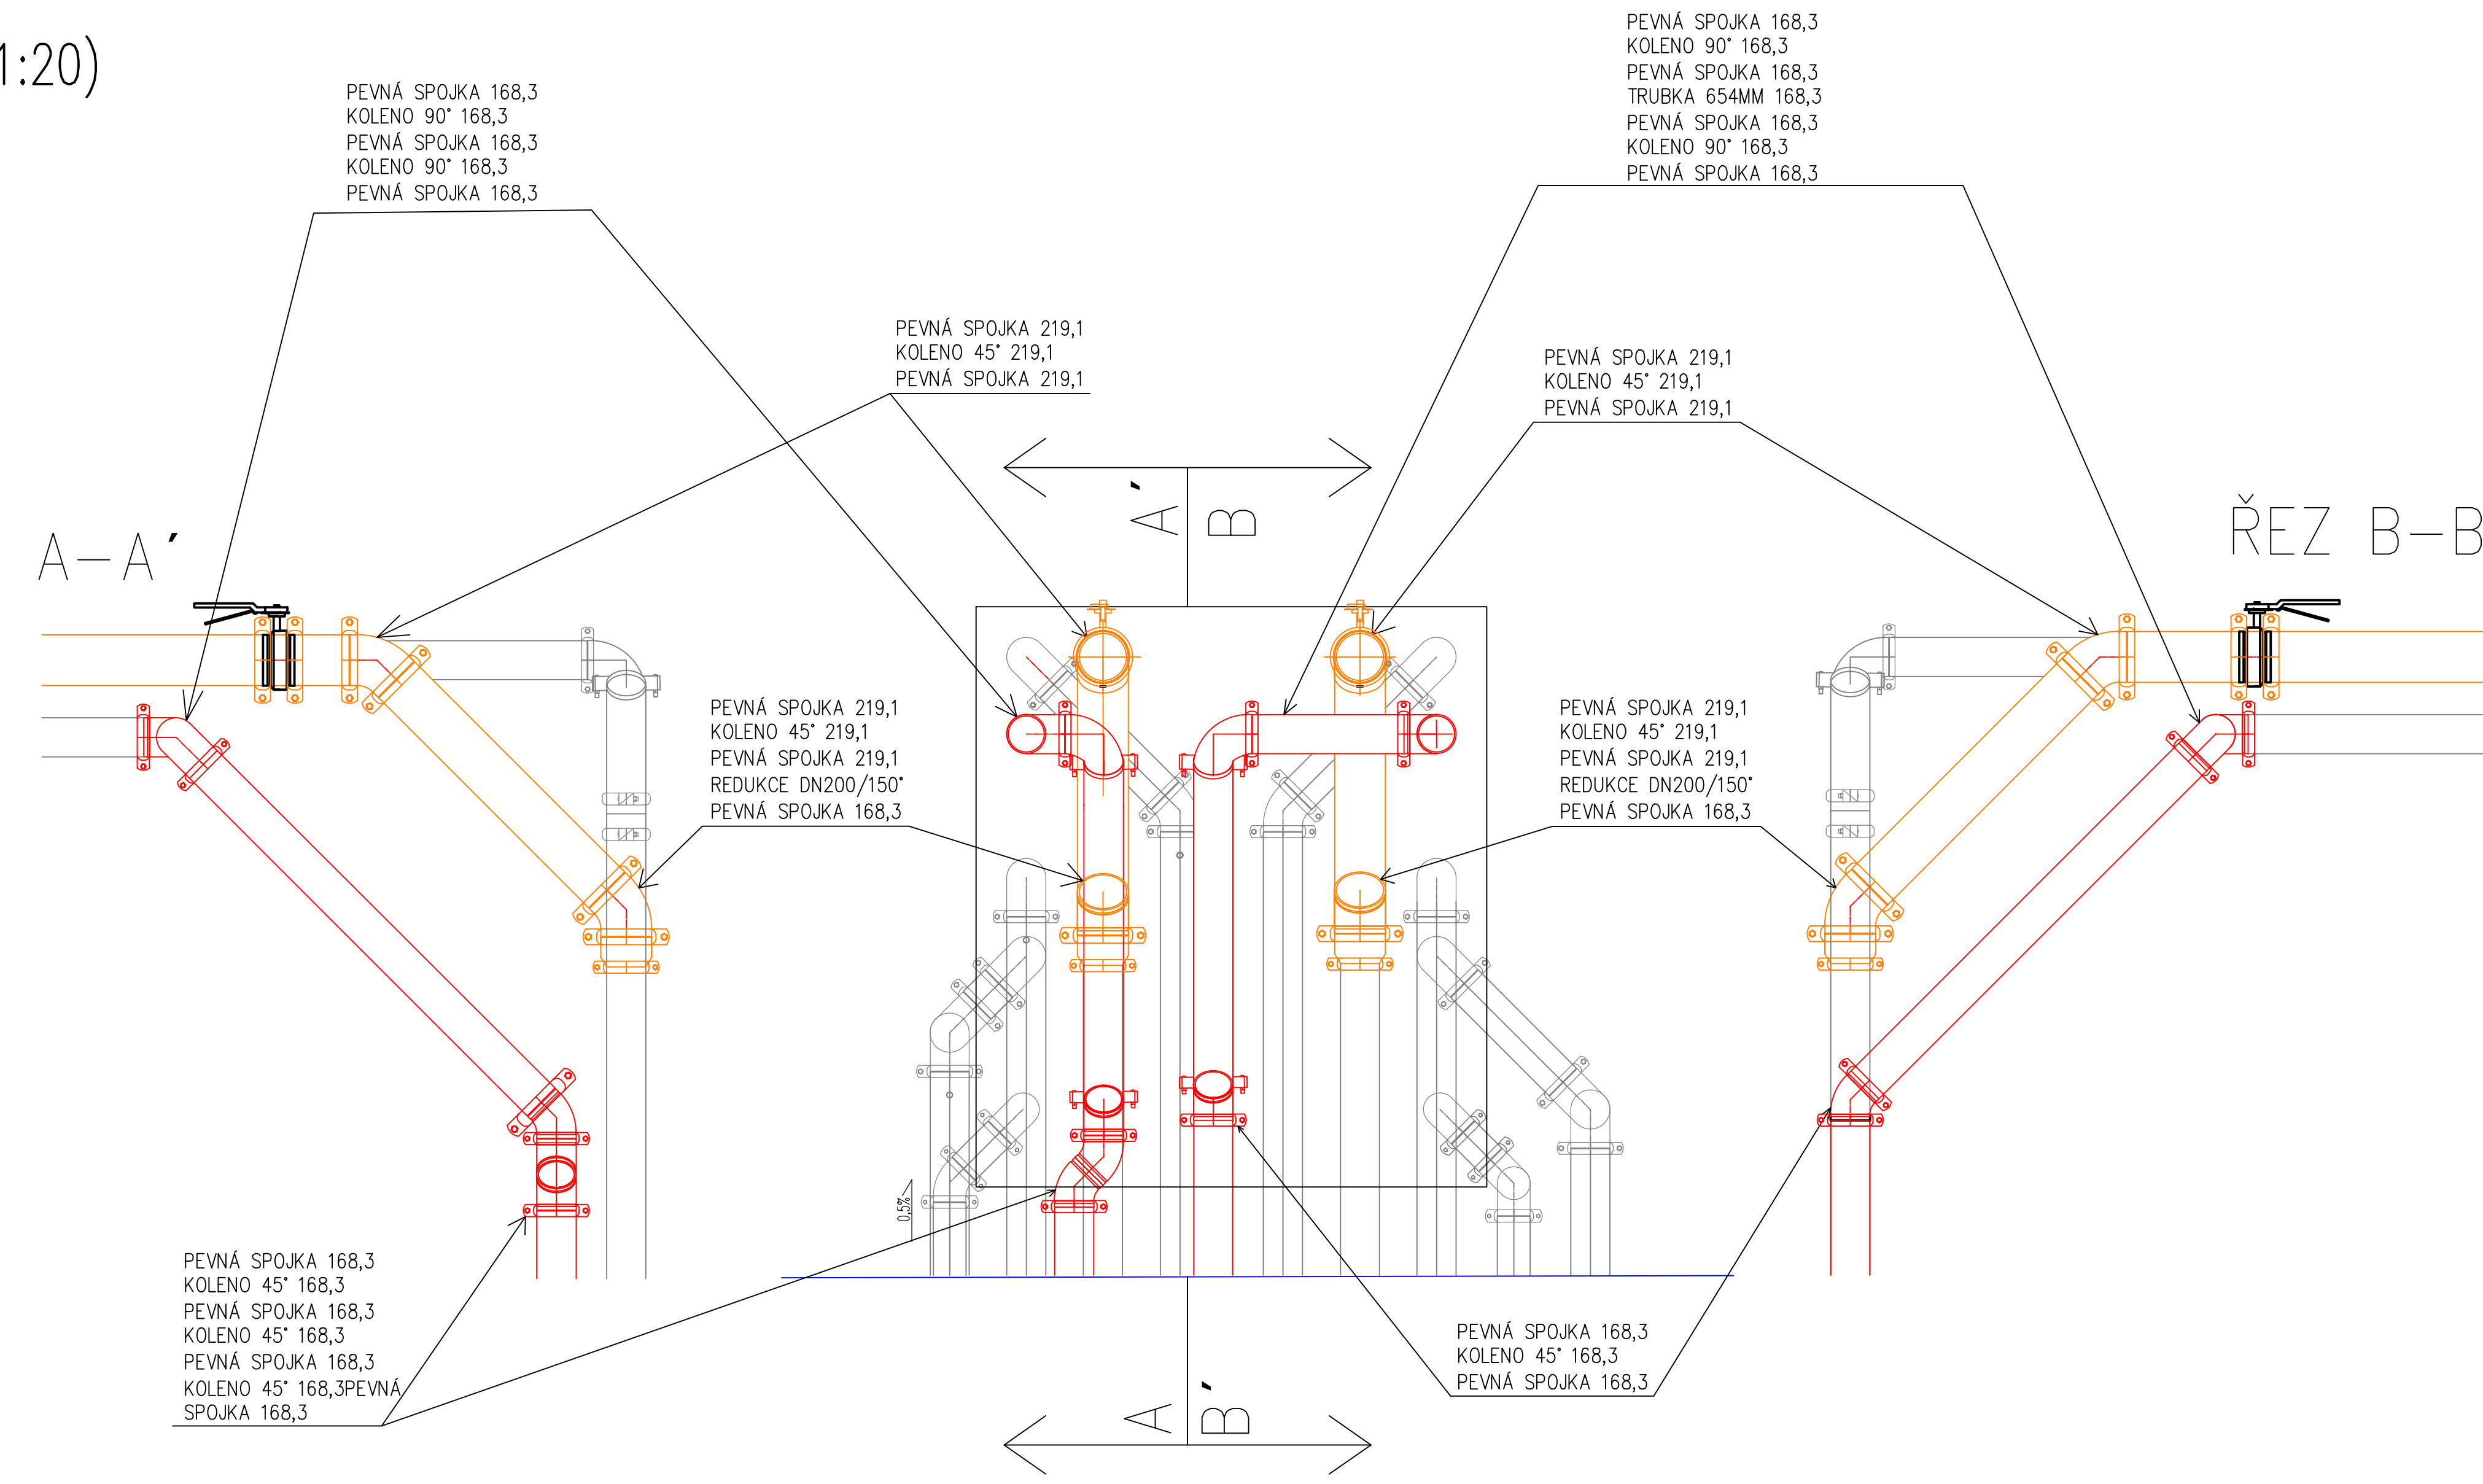 1:20)
PEVNÁ SPOJKA 168,3
KOLENO 90° 168,3
PEVNÁ SPOJKA 168,3
KOLENO 90° 168,3
PEVNÁ SPOJKA 168,3
PEVNÁ SPOJKA 168,3
KOLENO 90° 168,3
PEVNÁ SPOJKA 168,3
TRUBKA 654MM 168,3
PEVNÁ SPOJKA 168,3
KOLENO 90° 168,3
PEVNÁ SPOJKA 168,3
PEVNÁ SPOJKA 219,1
KOLENO 45° 219,1
PEVNÁ SPOJKA 219,1
PEVNÁ SPOJKA 219,1
KOLENO 45° 219,1
PEVNÁ SPOJKA 219,1
A-A´
A´
B
ŘEZ B-B
PEVNÁ SPOJKA 219,1
KOLENO 45° 219,1
PEVNÁ SPOJKA 219,1
REDUKCE DN200/150°
PEVNÁ SPOJKA 168,3
PEVNÁ SPOJKA 219,1
KOLENO 45° 219,1
PEVNÁ SPOJKA 219,1
REDUKCE DN200/150°
PEVNÁ SPOJKA 168,3
0,5%
PEVNÁ SPOJKA 168,3
KOLENO 45° 168,3
PEVNÁ SPOJKA 168,3
KOLENO 45° 168,3
PEVNÁ SPOJKA 168,3
KOLENO 45° 168,3PEVNÁ
SPOJKA 168,3
PEVNÁ SPOJKA 168,3
KOLENO 45° 168,3
PEVNÁ SPOJKA 168,3
A
B´